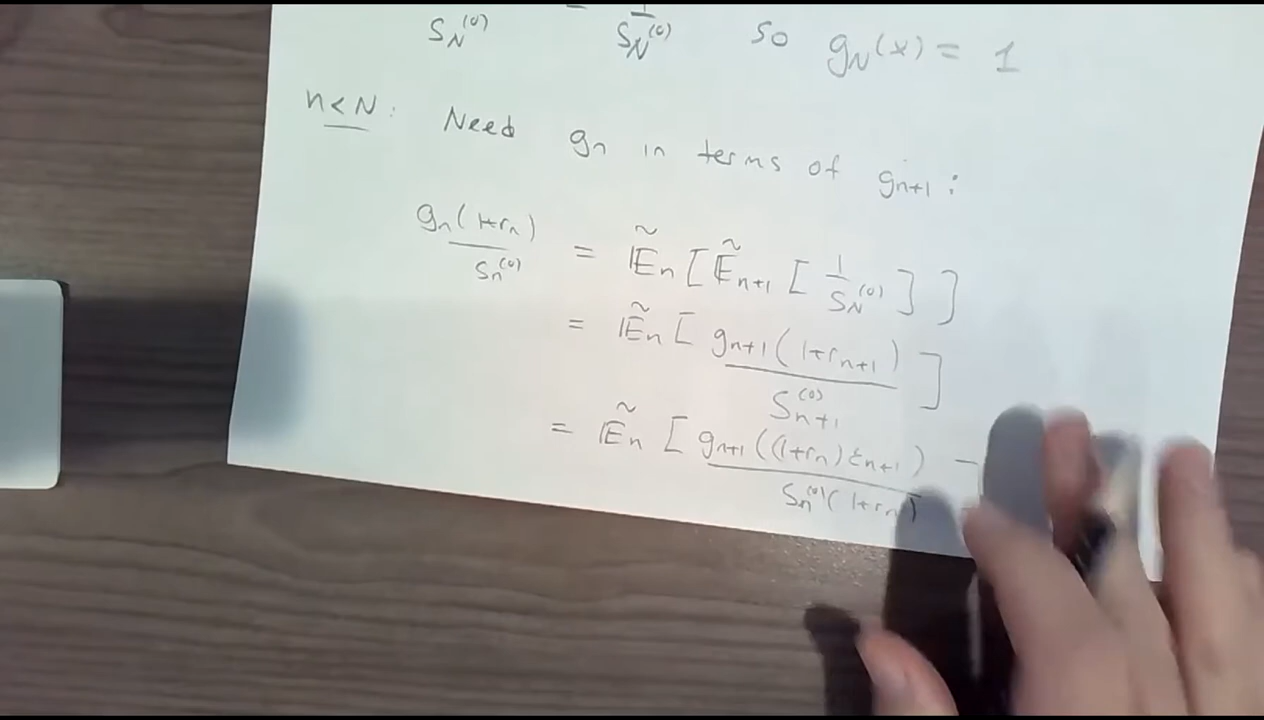 S_N^(0) = 1/S_N^(0) so g_N(x) = 1
n<N: Need g_n in terms of g_{n+1}:
g_n(1+r_n)/S_n^(0) = Ẽ_n[Ẽ_{n+1}[1/S_N^(0)]]
= Ẽ_n[g_{n+1}(1+r_{n+1})/S_{n+1}^(0)]
= Ẽ_n[g_{n+1}((1+r_n)ε_{n+1})/S_n^(0)(1+r_n)